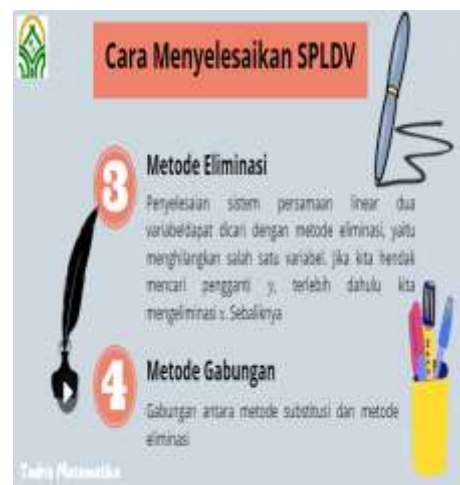 Cara Menyelesaikan SPLDV
3
Metode Eliminasi
Penyelesaian sistem persamaan linear dua
variabeldapat dicari dengan metode eliminasi, yaitu
menghilangkan salah satu variabel, jika kita hendak
mencari pengganti y, terlebih dahulu kita
mengeliminasi x. Sebaliknya
4
Metode Gabungan
Gabungan antara metode substitusi dan metode
eliminasi
Tadris Matematika